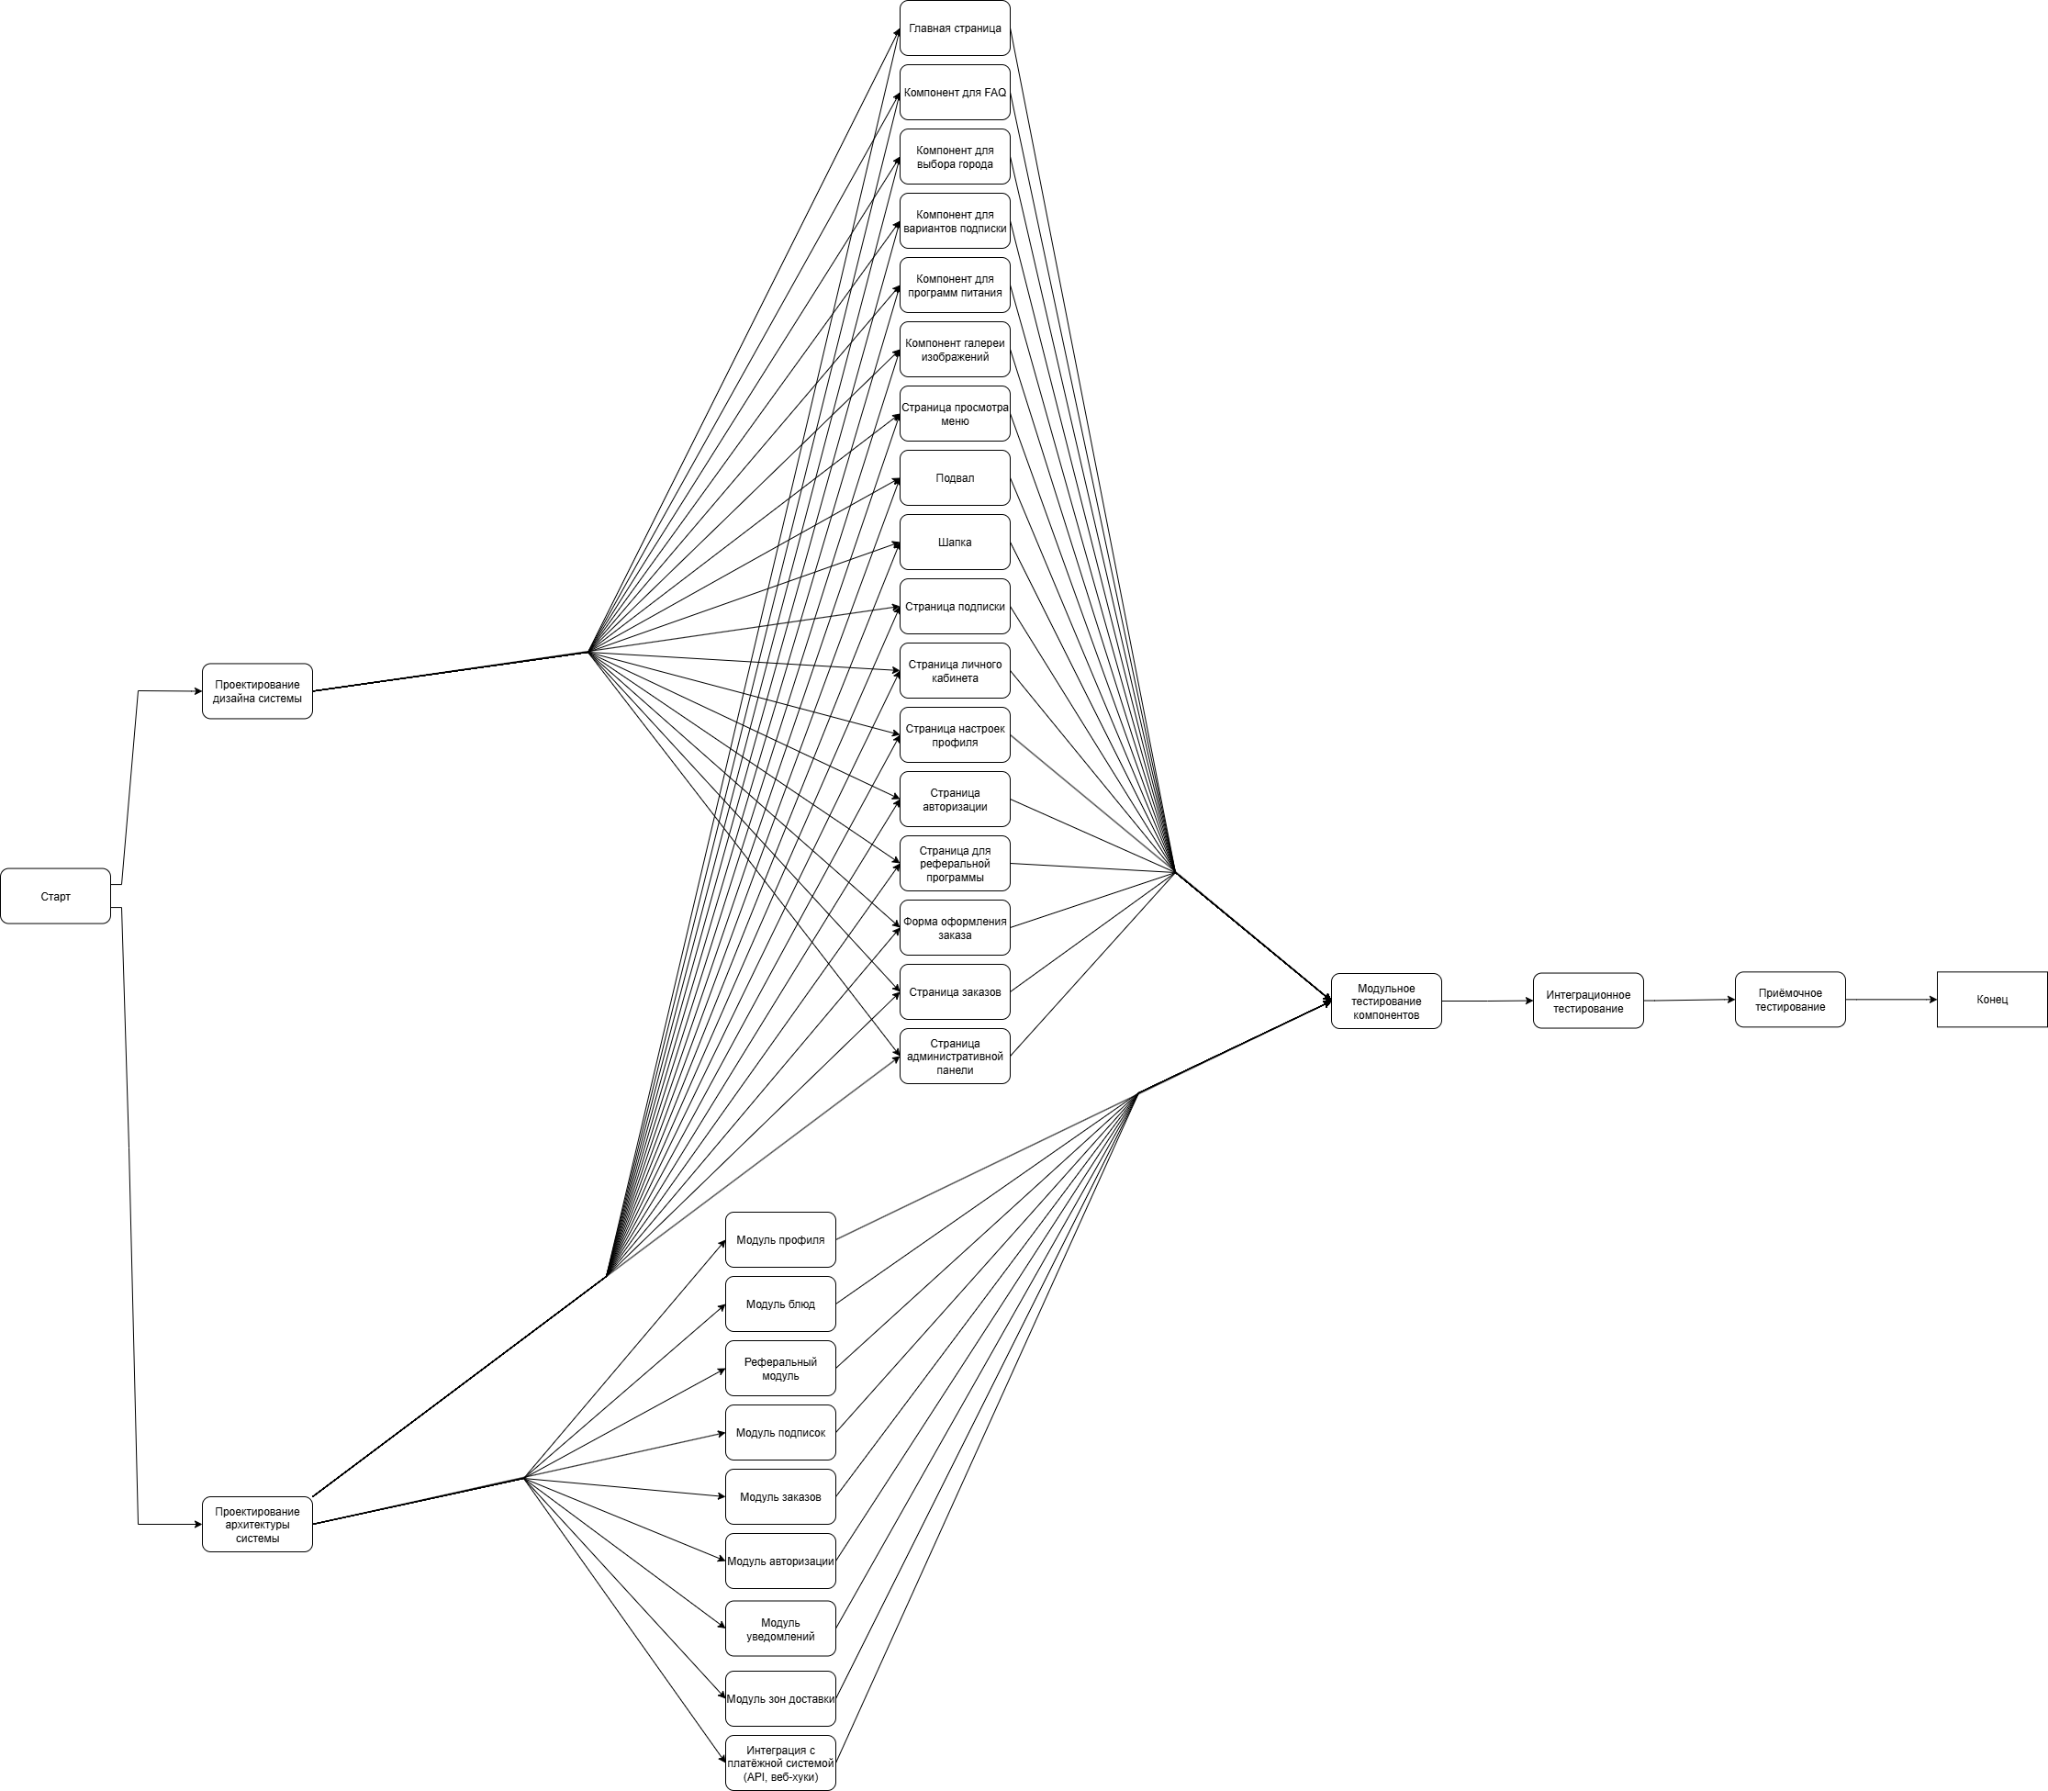 Главная страница
Компонент для FAQ
Компонент для
выбора города
Компонент для
вариантов подписки
Компонент для
программ питания
Компонент галереи
изображений
Страница просмотра
меню
Подвал
Шапка
Страница подписки
Страница личного
кабинета
Проектирование
дизайна системы
Страница настроек
профиля
Страница
авторизации
Страница для
реферальной
программы
Старт
Форма оформления
заказа
Страница заказов
Модульное
тестирование
компонентов
Интеграционное
тестирование
Приёмочное
тестирование
Конец
Страница
административной
панели
Модуль профиля
Модуль блюд
Реферальный
модуль
Модуль подписок
Модуль заказов
Проектирование
архитектуры
системы
Модуль авторизации
Модуль
уведомлений
Модуль зон доставки
Интеграция с
платёжной системой
(API, веб-хуки)